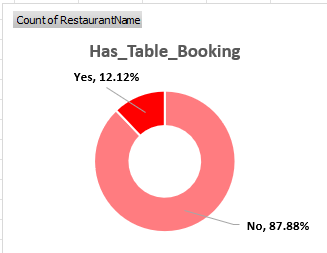 Count of RestaurantName
Has_Table_Booking
Yes, 12.12%
No, 87.88%